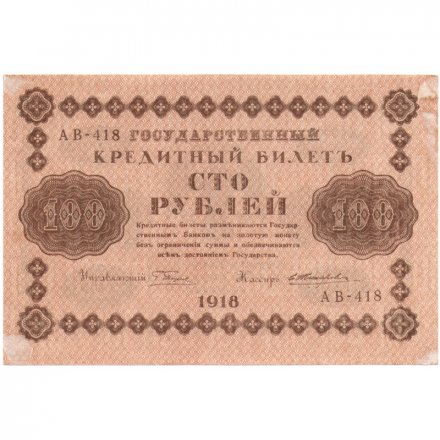 АВ-418 ГОСУДАРСТВЕННЫЙ
КРЕДИТНЫЙ БИЛЕТЪ
100 СТО 100
РУБЛЕЙ
Кредитные билеты размѣниваются Государ-
ственнымъ Банкомъ на золотую монету
безъ ограниченія суммы и обезпечиваются
всѣмъ достояніемъ Государства.
Управляющій
Кассиръ
1918
АВ-418